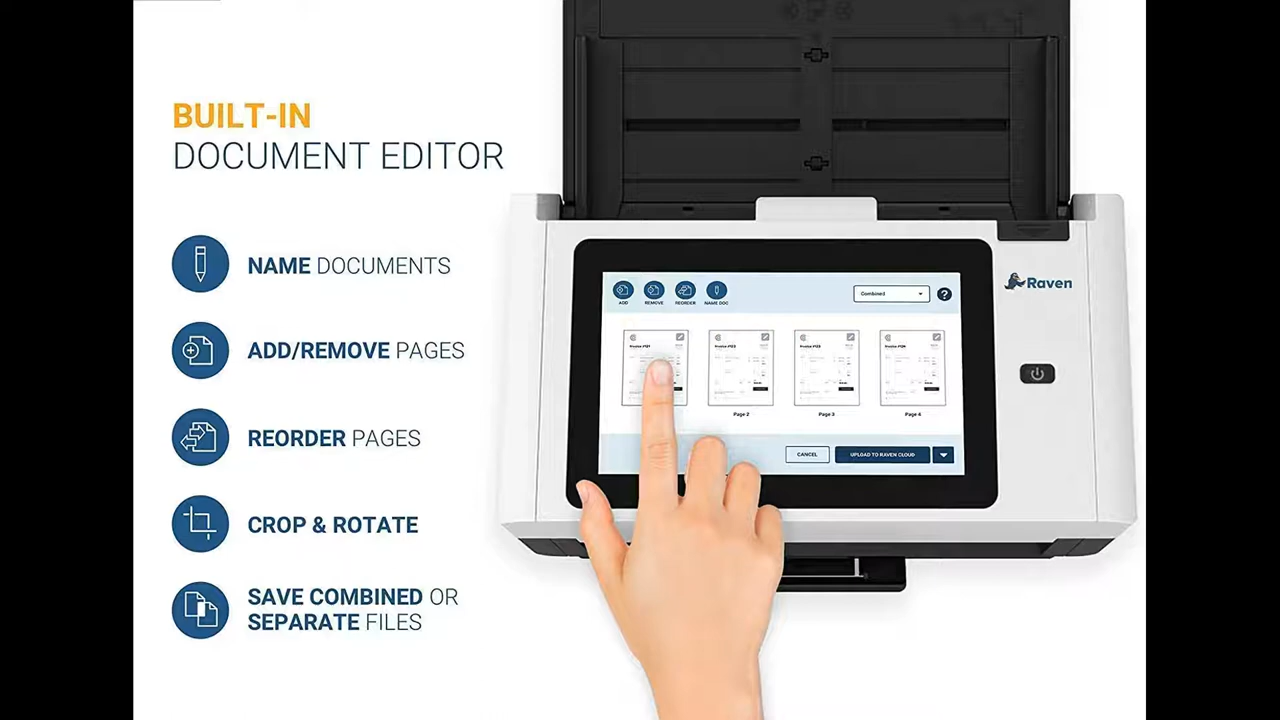 BUILT-IN
DOCUMENT EDITOR
NAME DOCUMENTS
ADD/REMOVE PAGES
REORDER PAGES
CROP & ROTATE
SAVE COMBINED OR
SEPARATE FILES
Raven
ADD
REMOVE
REORDER
NAME DOC
Combined
?
Page 2
Page 3
Page 4
CANCEL
UPLOAD TO RAVEN CLOUD